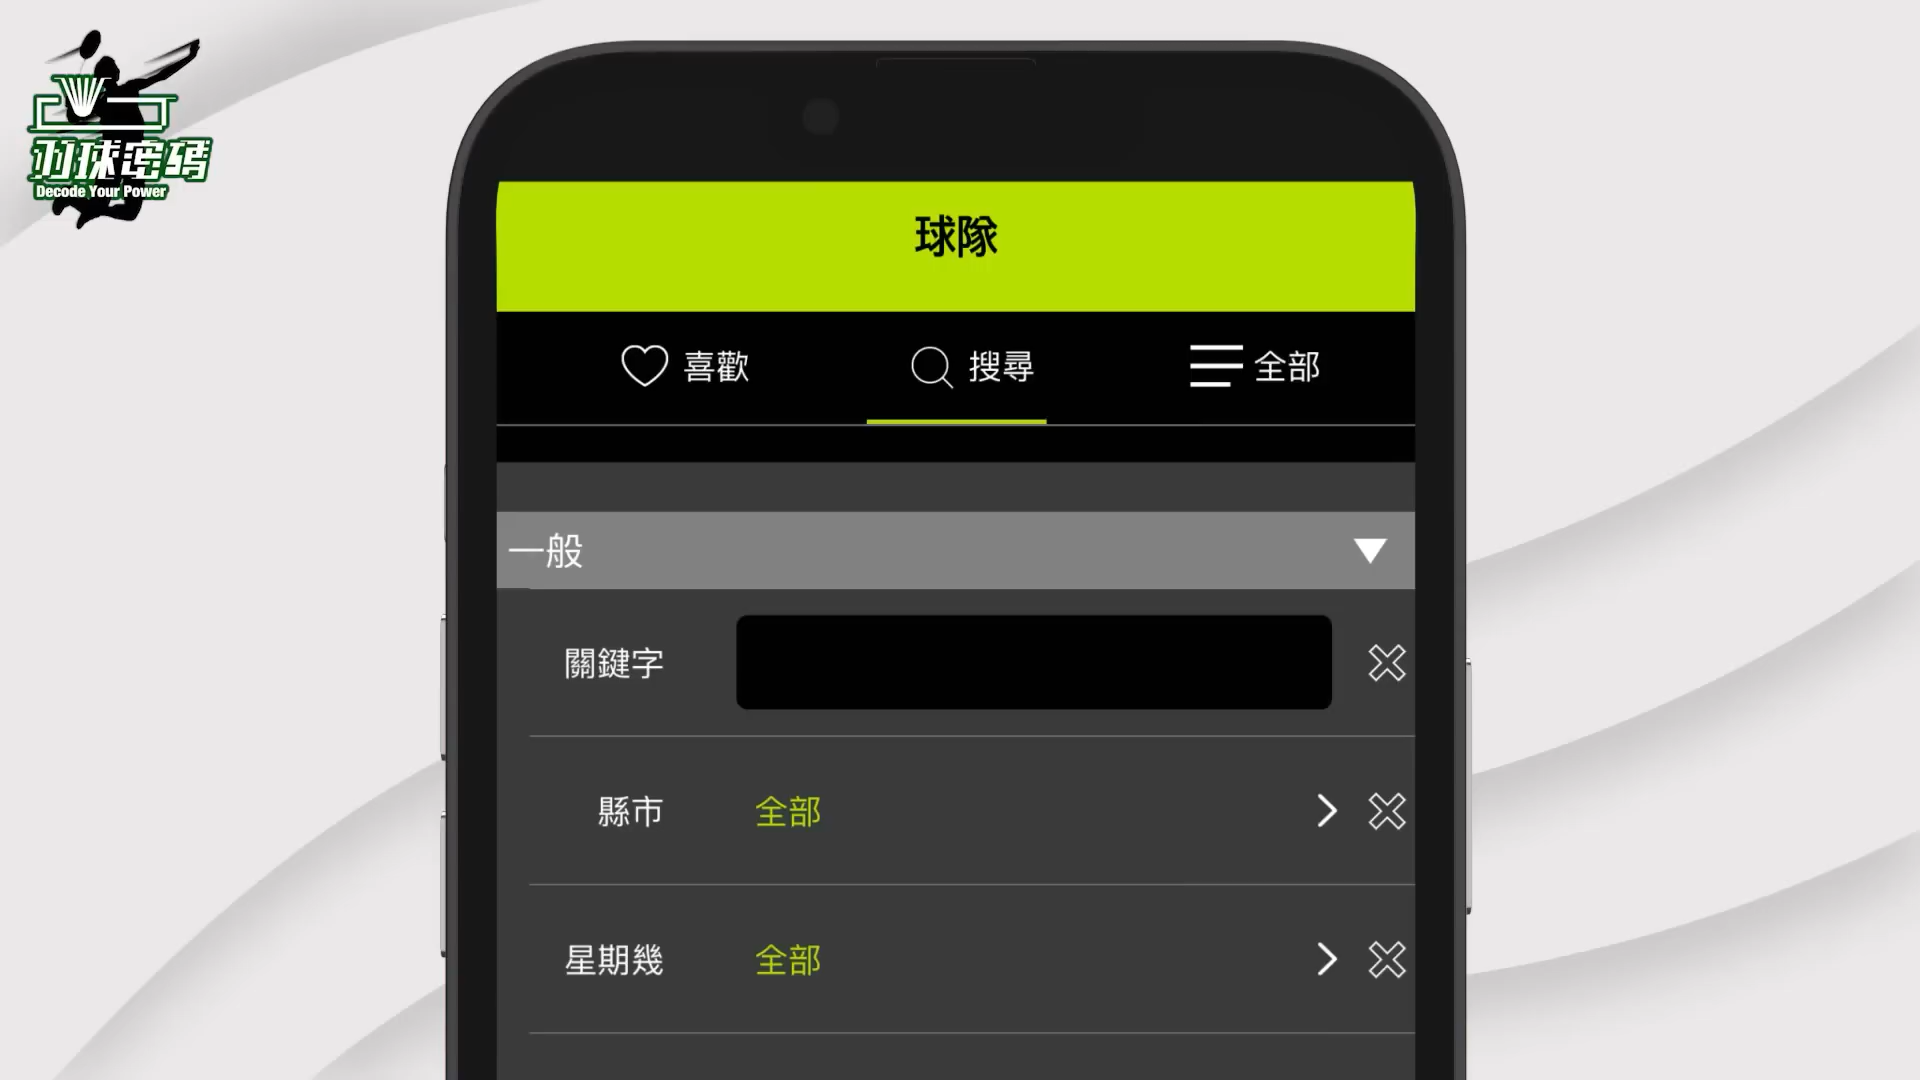 羽球密碼
Decode Your Power
球隊
喜歡 搜尋 全部
一般
關鍵字
縣市 全部
星期幾 全部